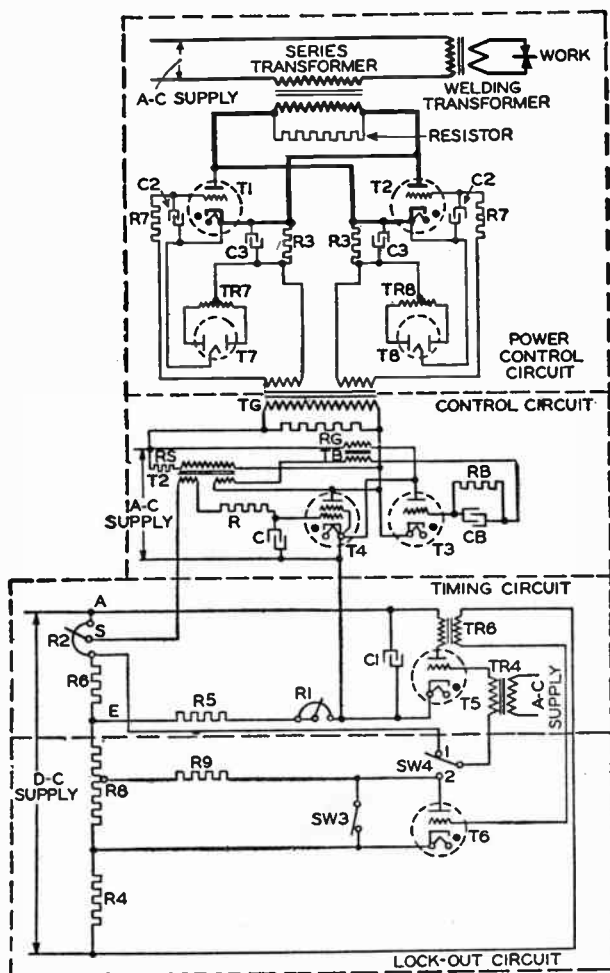 SERIES
TRANSFORMER
WORK
A-C SUPPLY
WELDING
TRANSFORMER
RESISTOR
C2
T1
T2
C2
R7
R7
C3
R3
R3
C3
TR7
TR8
T7
T8
POWER
CONTROL
CIRCUIT
TG
CONTROL CIRCUIT
RG
RS
TB
T2
RB
A-C
SUPPLY
R
C
T4
T3
CB
TIMING CIRCUIT
A
S
R2
TR6
C1
TR4
R6
R1
T5
A-C
SUPPLY
E
R5
D-C
SUPPLY
R9
1
SW4
2
R8
SW3
T6
R4
LOCK-OUT CIRCUIT